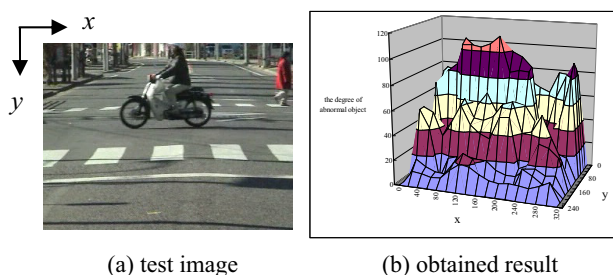 x
y
the degree of
abnormal object
120
100
80
60
40
20
0
0
40
80
120
160
200
240
280
320
x
0
80
160
240
y
(a) test image
(b) obtained result